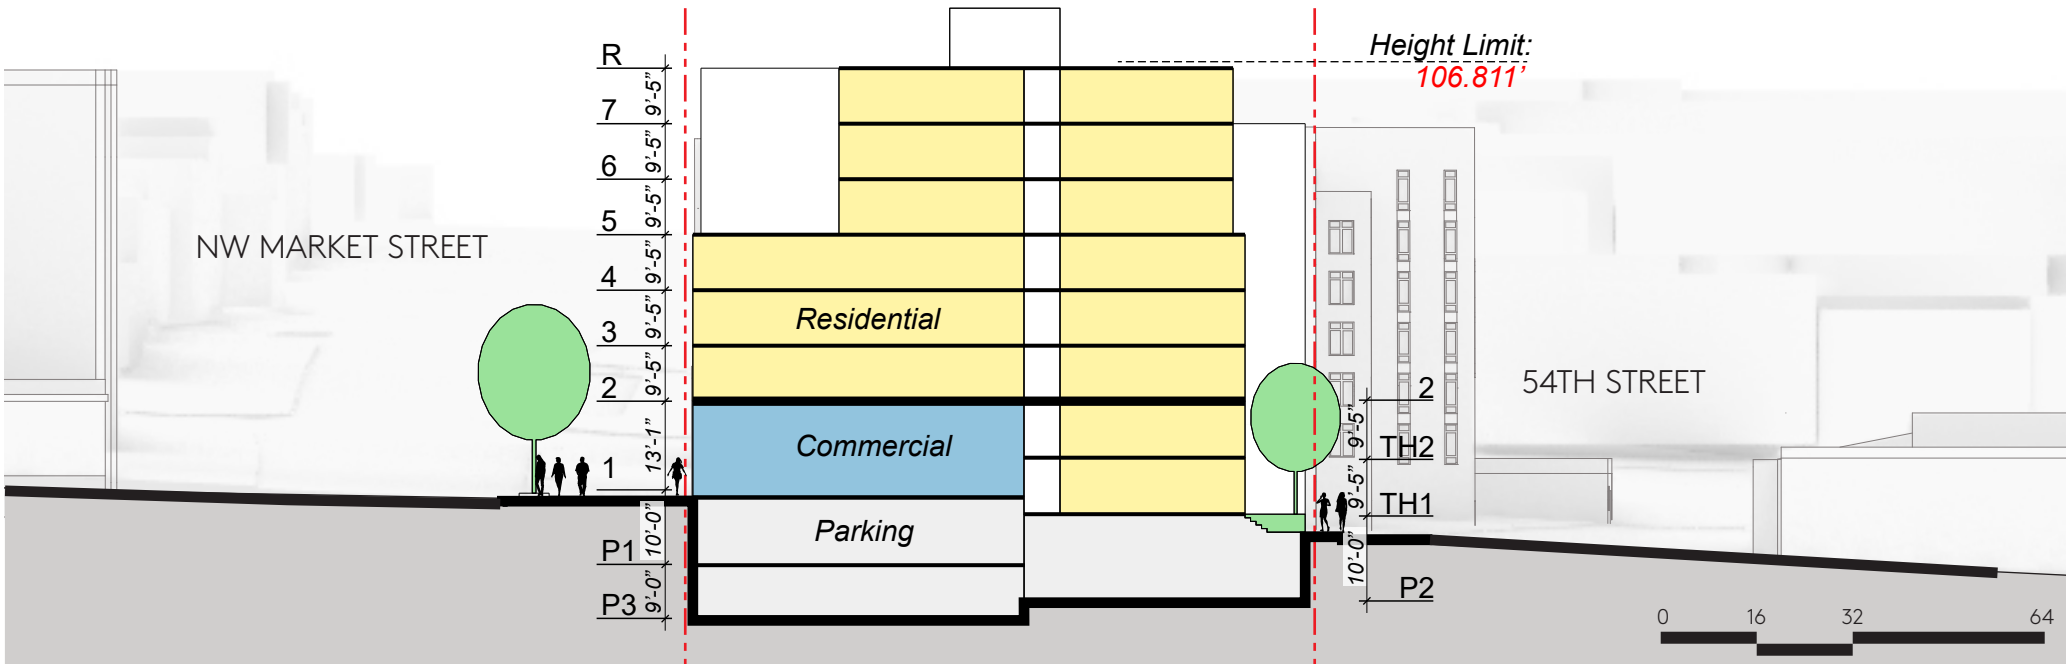 R
9'-5"
7
9'-5"
6
9'-5"
5
9'-5"
4
9'-5"
3
9'-5"
2
13'-1"
1
10'-0"
P1
9'-0"
P3
NW MARKET STREET
Residential
Commercial
Parking
Height Limit:
106.811'
2
9'-5"
TH2
9'-5"
TH1
10'-0"
P2
54TH STREET
0 16 32 64